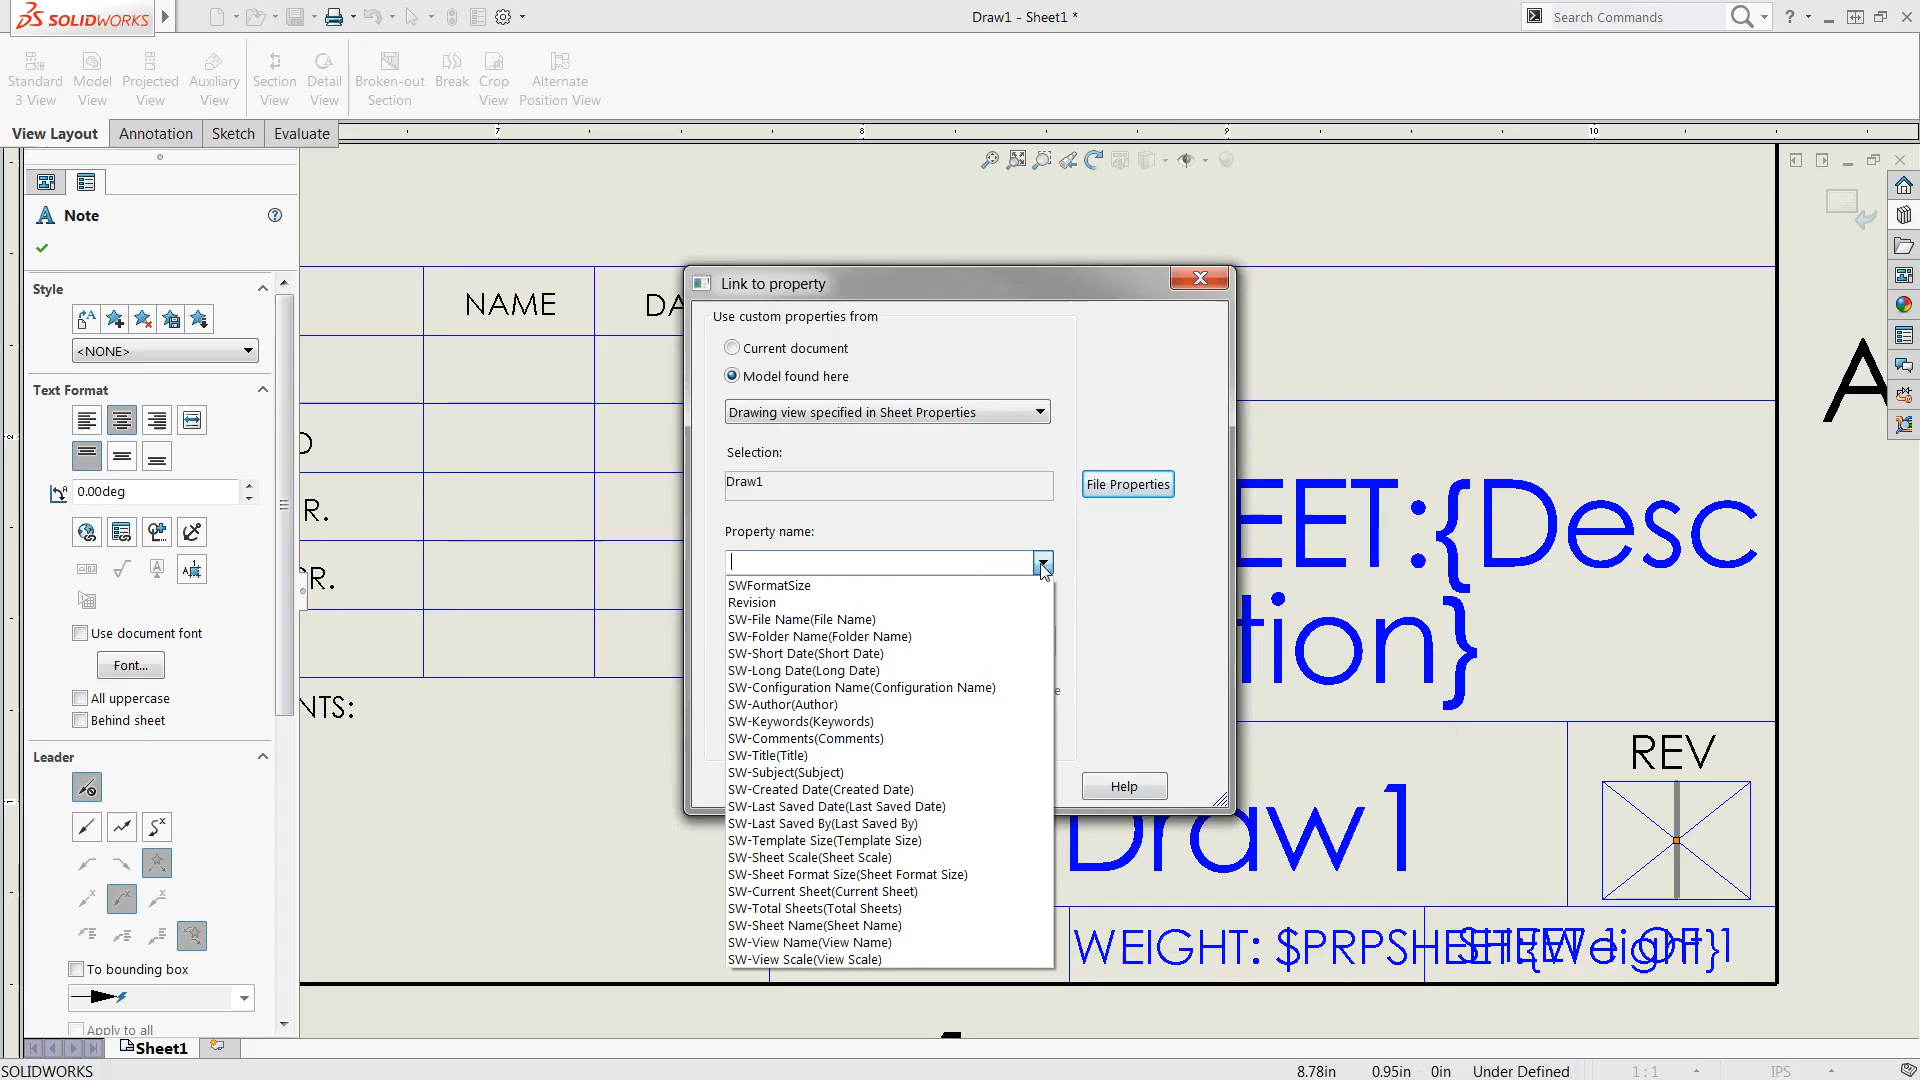 SOLIDWORKS
Draw1 - Sheet1 *
Search Commands
?
Standard
3 View
Model
View
Projected
View
Auxiliary
View
Section
View
Detail
View
Broken-out
Section
Break
Crop
View
Alternate
Position View
View Layout
Annotation
Sketch
Evaluate
7
8
9
10
Note
Style
<NONE>
Text Format
0.00deg
Use document font
Font...
All uppercase
Behind sheet
Leader
To bounding box
Apply to all
NAME
DA
R.
R.
NTS:
Link to property
Use custom properties from
Current document
Model found here
Drawing view specified in Sheet Properties
Selection:
Draw1
File Properties
Property name:
SWFormatSize
Revision
SW-File Name(File Name)
SW-Folder Name(Folder Name)
SW-Short Date(Short Date)
SW-Long Date(Long Date)
SW-Configuration Name(Configuration Name)
SW-Author(Author)
SW-Keywords(Keywords)
SW-Comments(Comments)
SW-Title(Title)
SW-Subject(Subject)
SW-Created Date(Created Date)
SW-Last Saved Date(Last Saved Date)
SW-Last Saved By(Last Saved By)
SW-Template Size(Template Size)
SW-Sheet Scale(Sheet Scale)
SW-Sheet Format Size(Sheet Format Size)
SW-Current Sheet(Current Sheet)
SW-Total Sheets(Total Sheets)
SW-Sheet Name(Sheet Name)
SW-View Name(View Name)
SW-View Scale(View Scale)
Help
A
EET:{Desc
tion}
Draw1
REV
WEIGHT: $PRPSHEET:{Weight}
SHEET 1 OF 1
Sheet1
SOLIDWORKS
8.78in
0.95in
0in
Under Defined
1 : 1
IPS